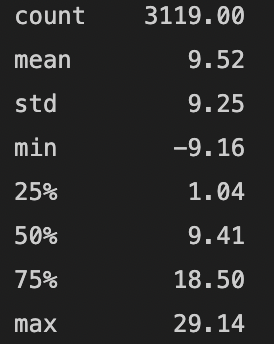 count 3119.00
mean 9.52
std 9.25
min −9.16
25% 1.04
50% 9.41
75% 18.50
max 29.14